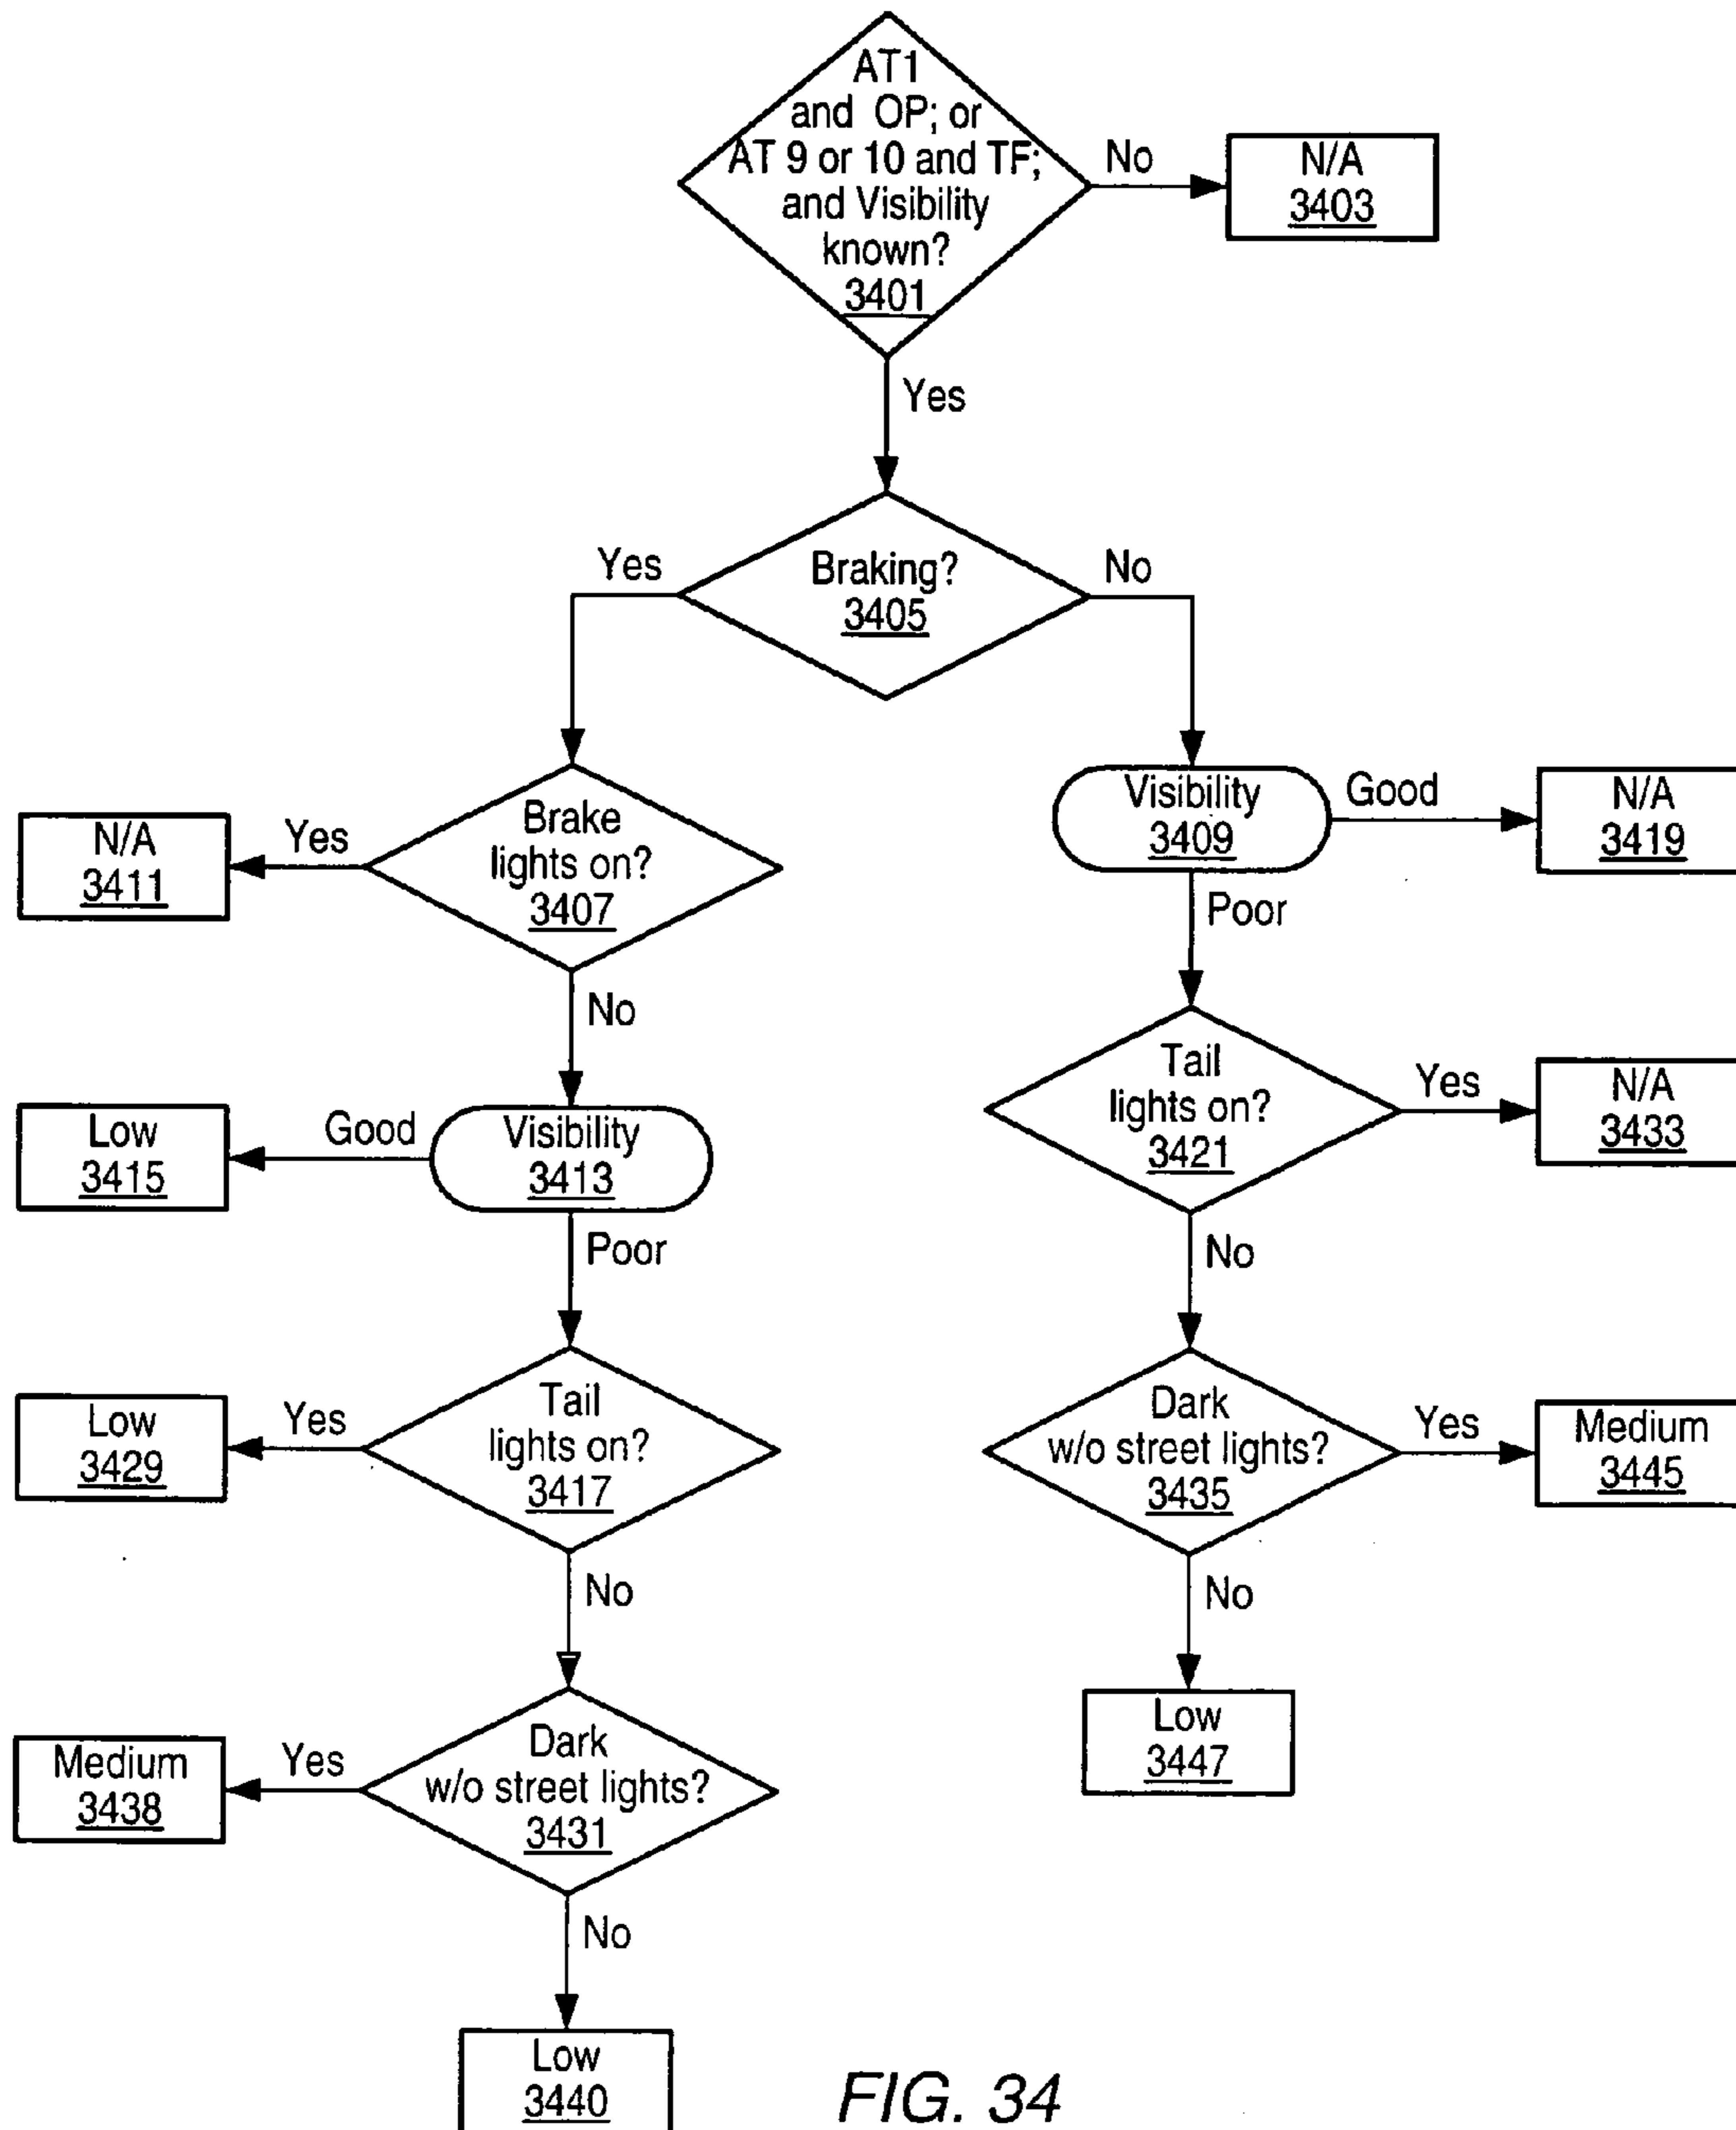 AT1
and OP; or
AT 9 or 10 and TF;
and Visibility
known?
3401
No
N/A
3403
Yes
Braking?
3405
Yes
No
Brake
lights on?
3407
Yes
N/A
3411
Visibility
3409
Good
N/A
3419
No
Poor
Visibility
3413
Good
Low
3415
Tail
lights on?
3421
Yes
N/A
3433
Poor
No
Tail
lights on?
3417
Yes
Low
3429
Dark
w/o street lights?
3435
Yes
Medium
3445
No
No
Dark
w/o street lights?
3431
Yes
Medium
3438
Low
3447
No
Low
3440
FIG. 34